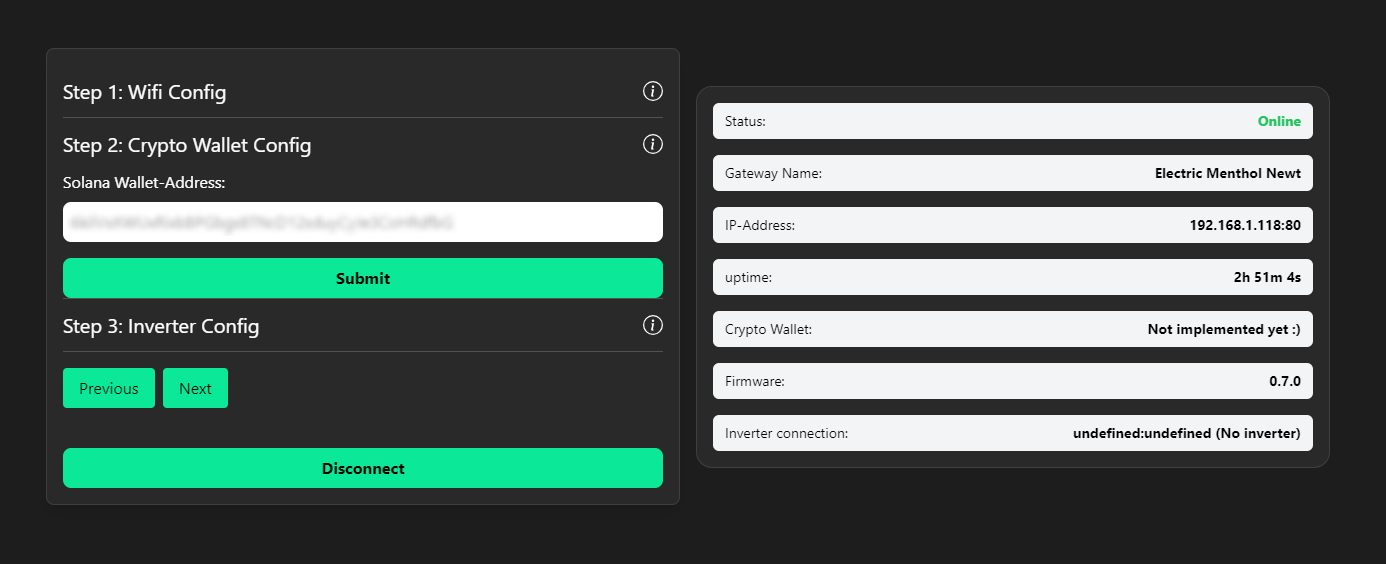 Step 1: Wifi Config
Step 2: Crypto Wallet Config
Solana Wallet-Address:
Submit
Step 3: Inverter Config
Previous Next
Disconnect
Status: Online
Gateway Name: Electric Menthol Newt
IP-Address: 192.168.1.118:80
uptime: 2h 51m 4s
Crypto Wallet: Not implemented yet :)
Firmware: 0.7.0
Inverter connection: undefined:undefined (No inverter)